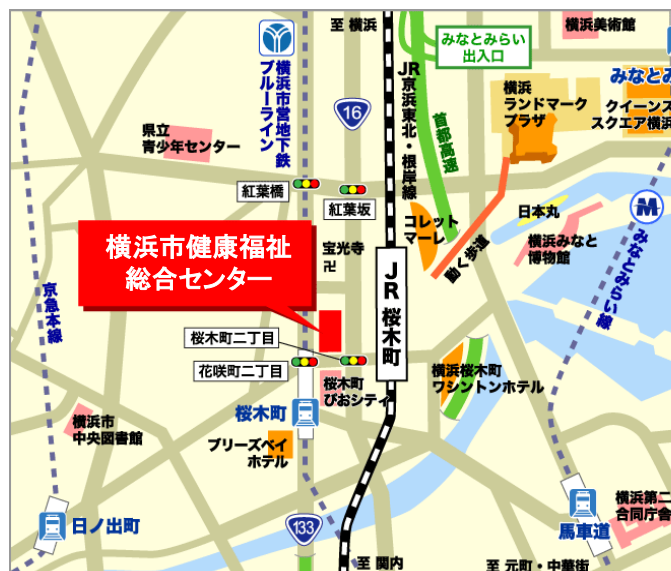 至 横浜
みなとみらい
出入口
横浜美術館
みなとみ
横浜
ランドマーク
プラザ
クイーンズ
スクエア横浜
横浜市営地下鉄
ブルーライン
16
JR
京浜東北・根岸線
首都高速
県立
青少年センター
紅葉橋
紅葉坂
コレット
マーレ
動く歩道
日本丸
横浜みなと
博物館
みなとみらい線
横浜市健康福祉
総合センター
宝光寺
卍
JR 桜木町
京急本線
桜木町二丁目
花咲町二丁目
桜木町
ぴおシティ
横浜桜木町
ワシントンホテル
桜木町
横浜市
中央図書館
ブリーズベイ
ホテル
日ノ出町
133
馬車道
横浜第二
合同庁舎
至 関内
至 元町・中華街